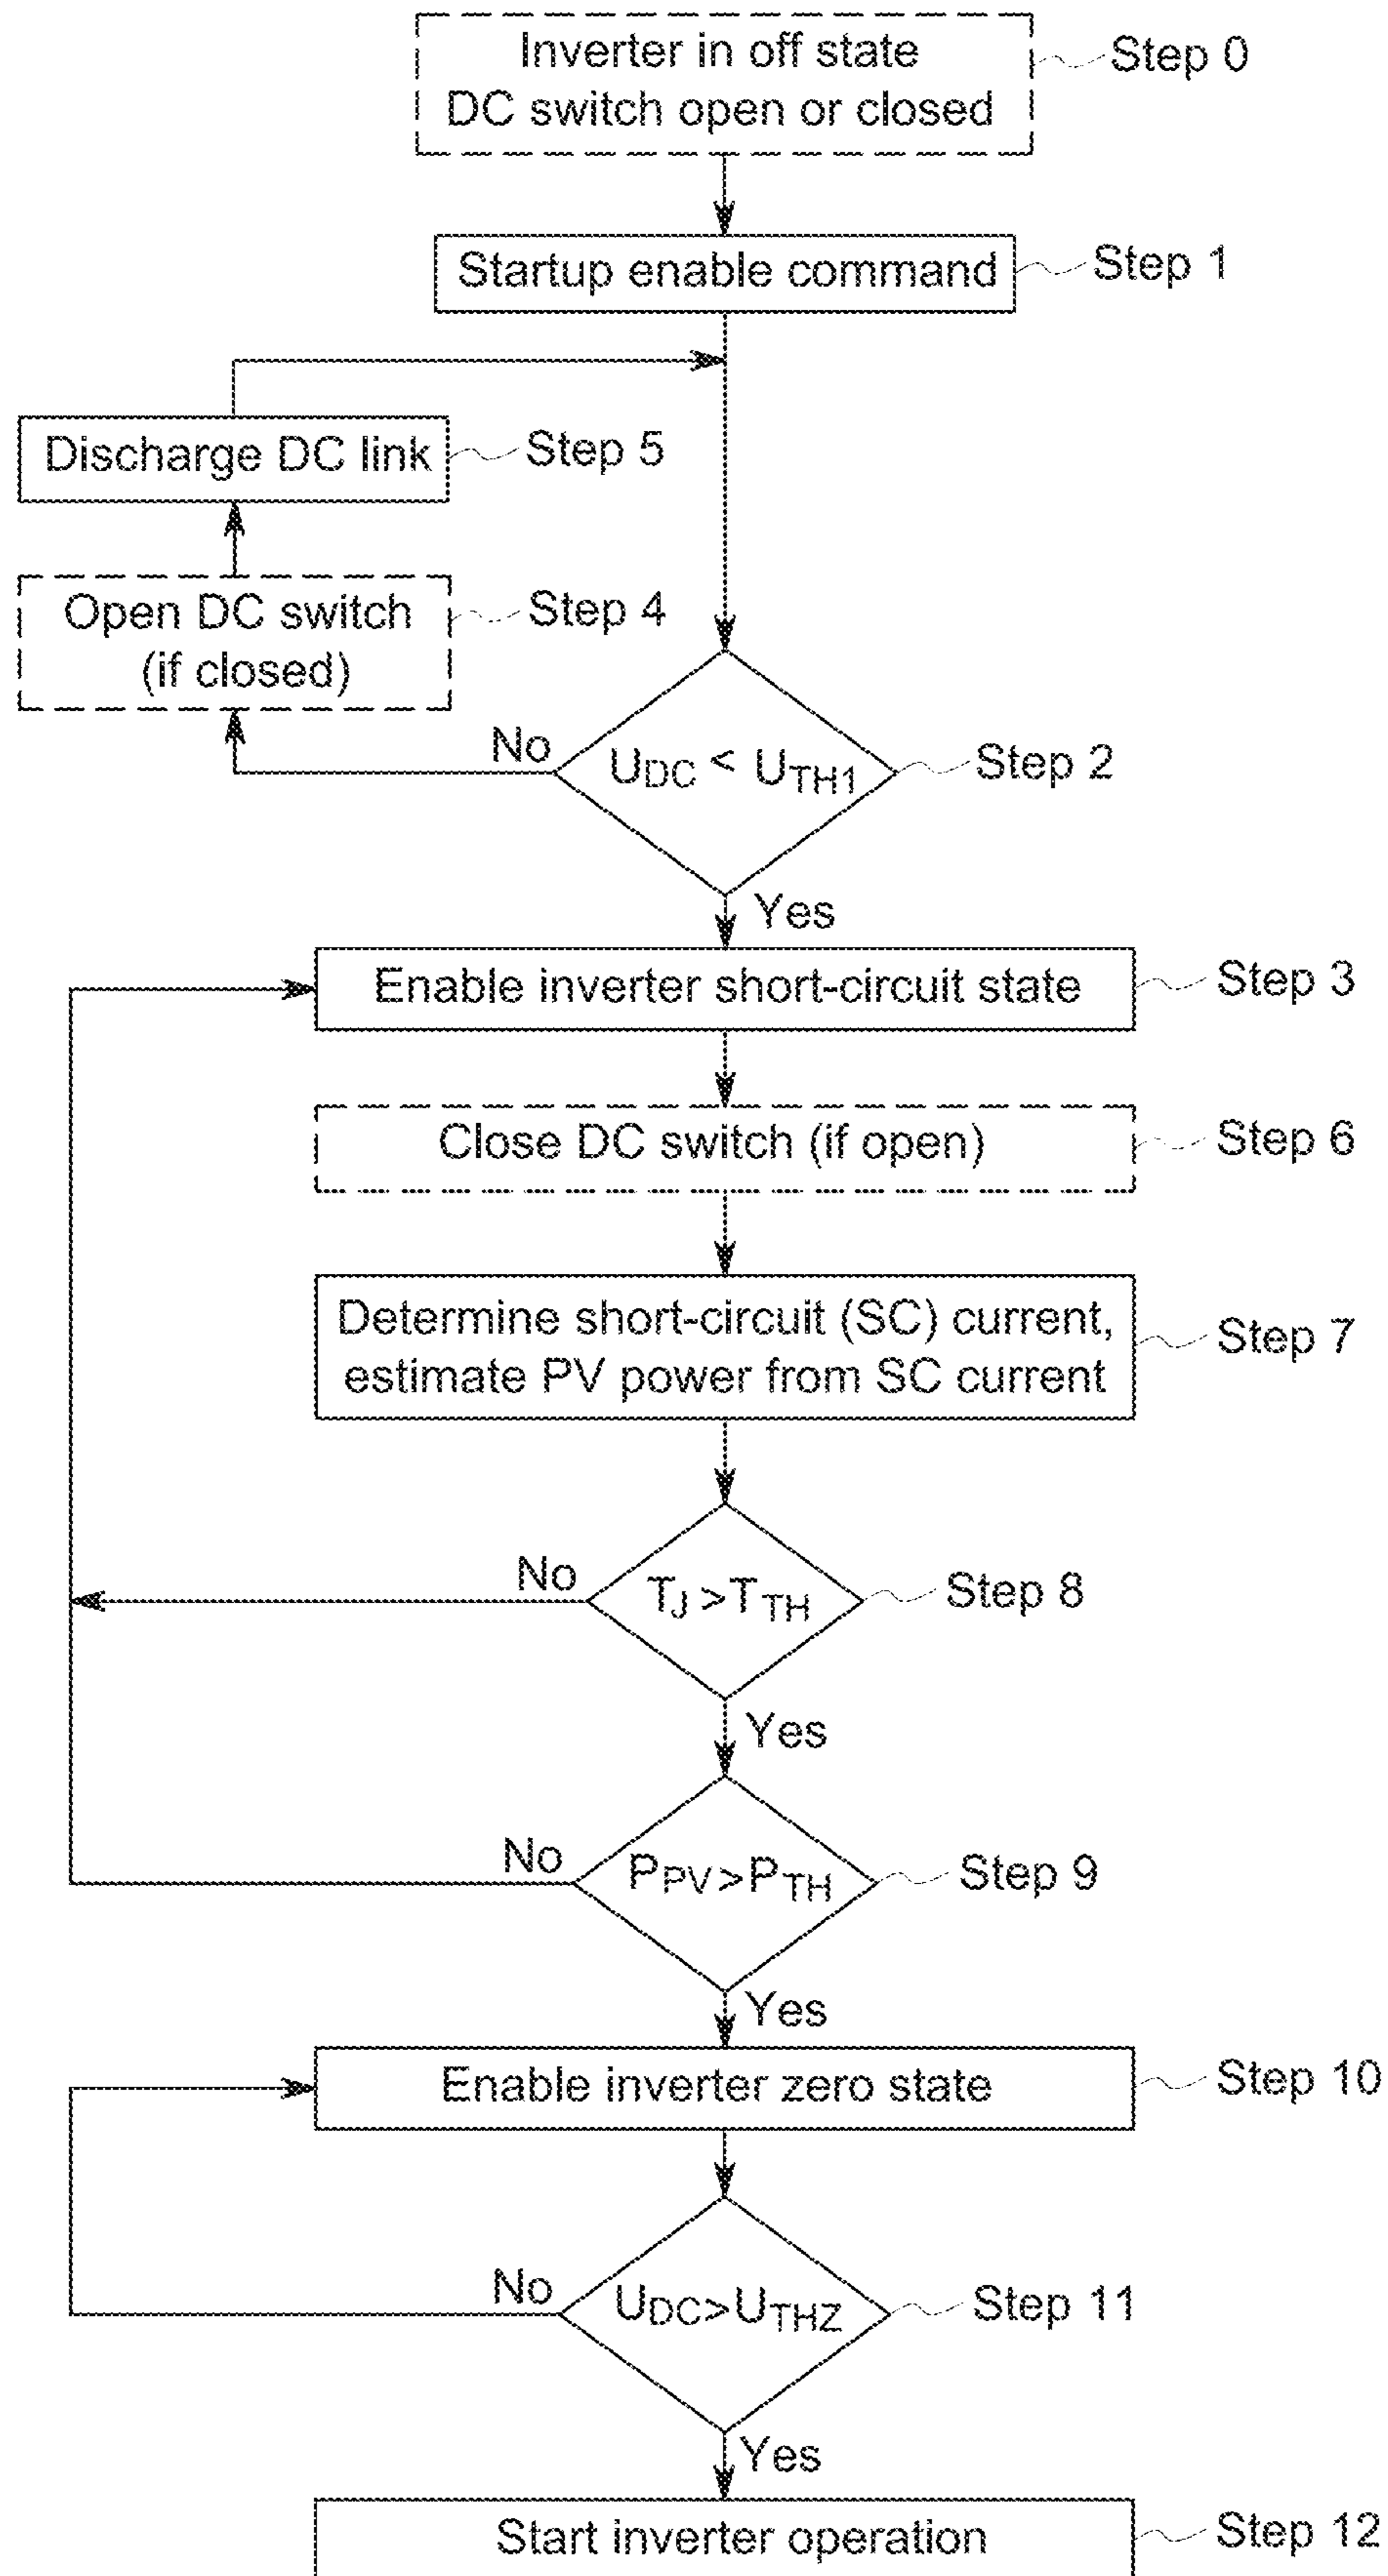 Inverter in off state
DC switch open or closed
Step 0
Startup enable command
Step 1
Discharge DC link
Step 5
Open DC switch
(if closed)
Step 4
No
UDC < UTH1
Step 2
Yes
Enable inverter short-circuit state
Step 3
Close DC switch (if open)
Step 6
Determine short-circuit (SC) current,
estimate PV power from SC current
Step 7
No
TJ >TTH
Step 8
Yes
No
PPV>PTH
Step 9
Yes
Enable inverter zero state
Step 10
No
UDC>UTHZ
Step 11
Yes
Start inverter operation
Step 12